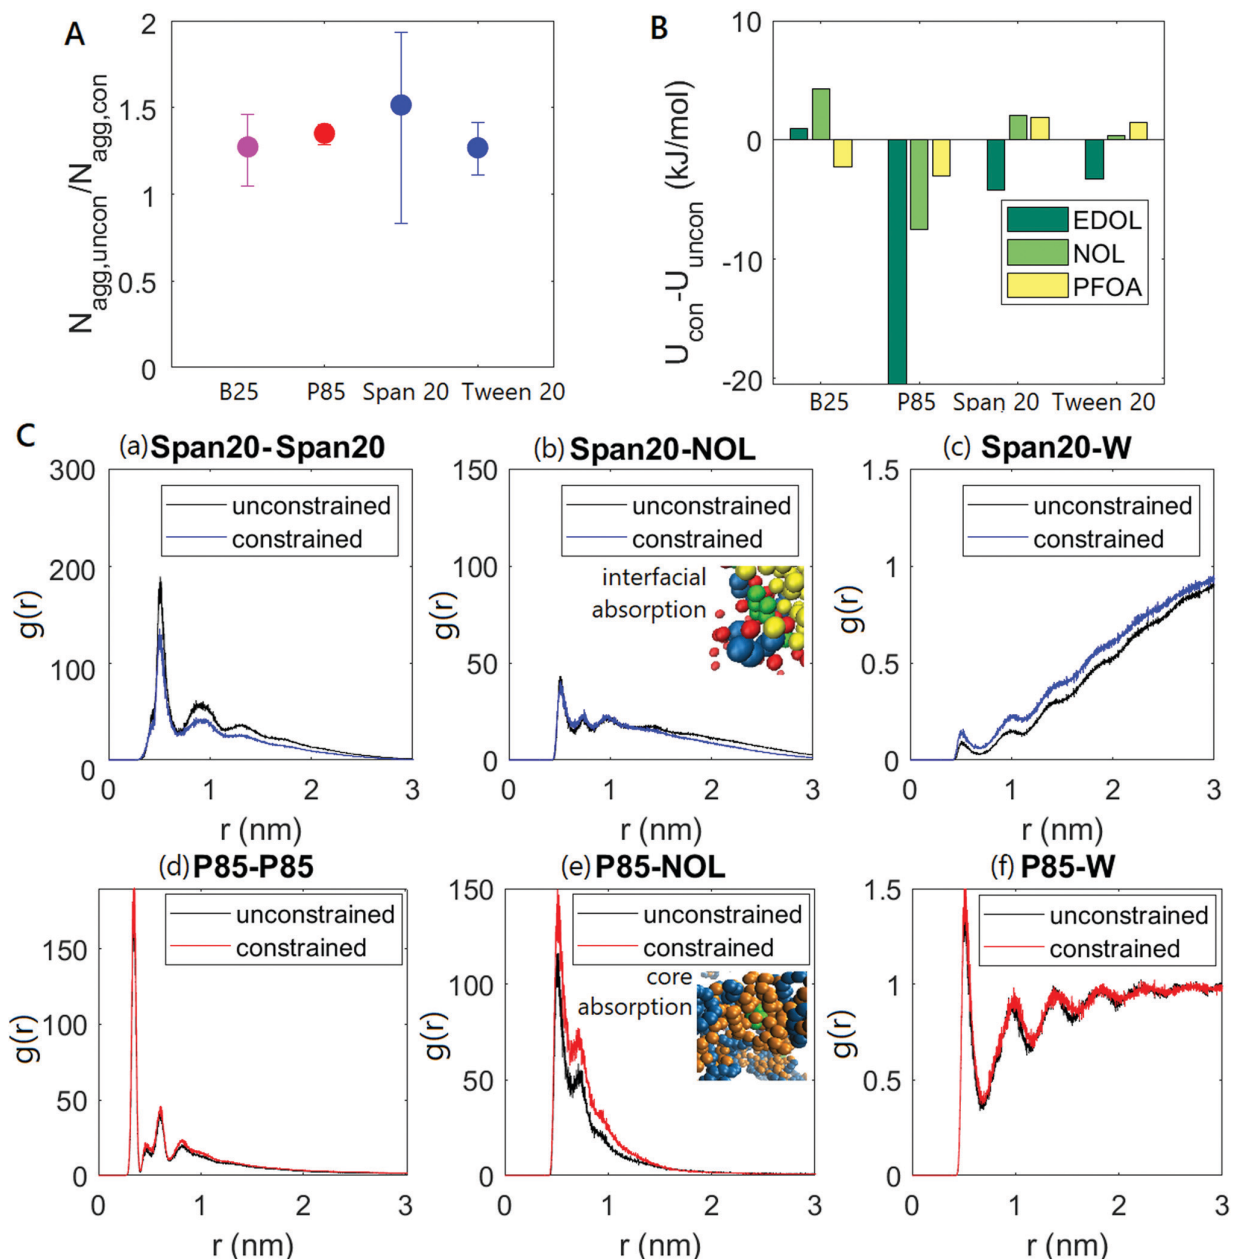 A
2
1.5
1
0.5
0
N_agg,uncon/N_agg,con
B25
P85
Span 20
Tween 20
B
10
0
-10
-20
U_con-U_uncon (kJ/mol)
EDOL
NOL
PFOA
B25
P85
Span 20
Tween 20
C
(a) Span20-Span20
300
200
100
0
g(r)
unconstrained
constrained
0 1 2 3
r (nm)
(b) Span20-NOL
150
100
50
0
g(r)
unconstrained
constrained
interfacial
absorption
0 1 2 3
r (nm)
(c) Span20-W
1.5
1
0.5
0
g(r)
unconstrained
constrained
0 1 2 3
r (nm)
(d) P85-P85
150
100
50
0
g(r)
unconstrained
constrained
0 1 2 3
r (nm)
(e) P85-NOL
150
100
50
0
g(r)
unconstrained
constrained
core
absorption
0 1 2 3
r (nm)
(f) P85-W
1.5
1
0.5
0
g(r)
unconstrained
constrained
0 1 2 3
r (nm)